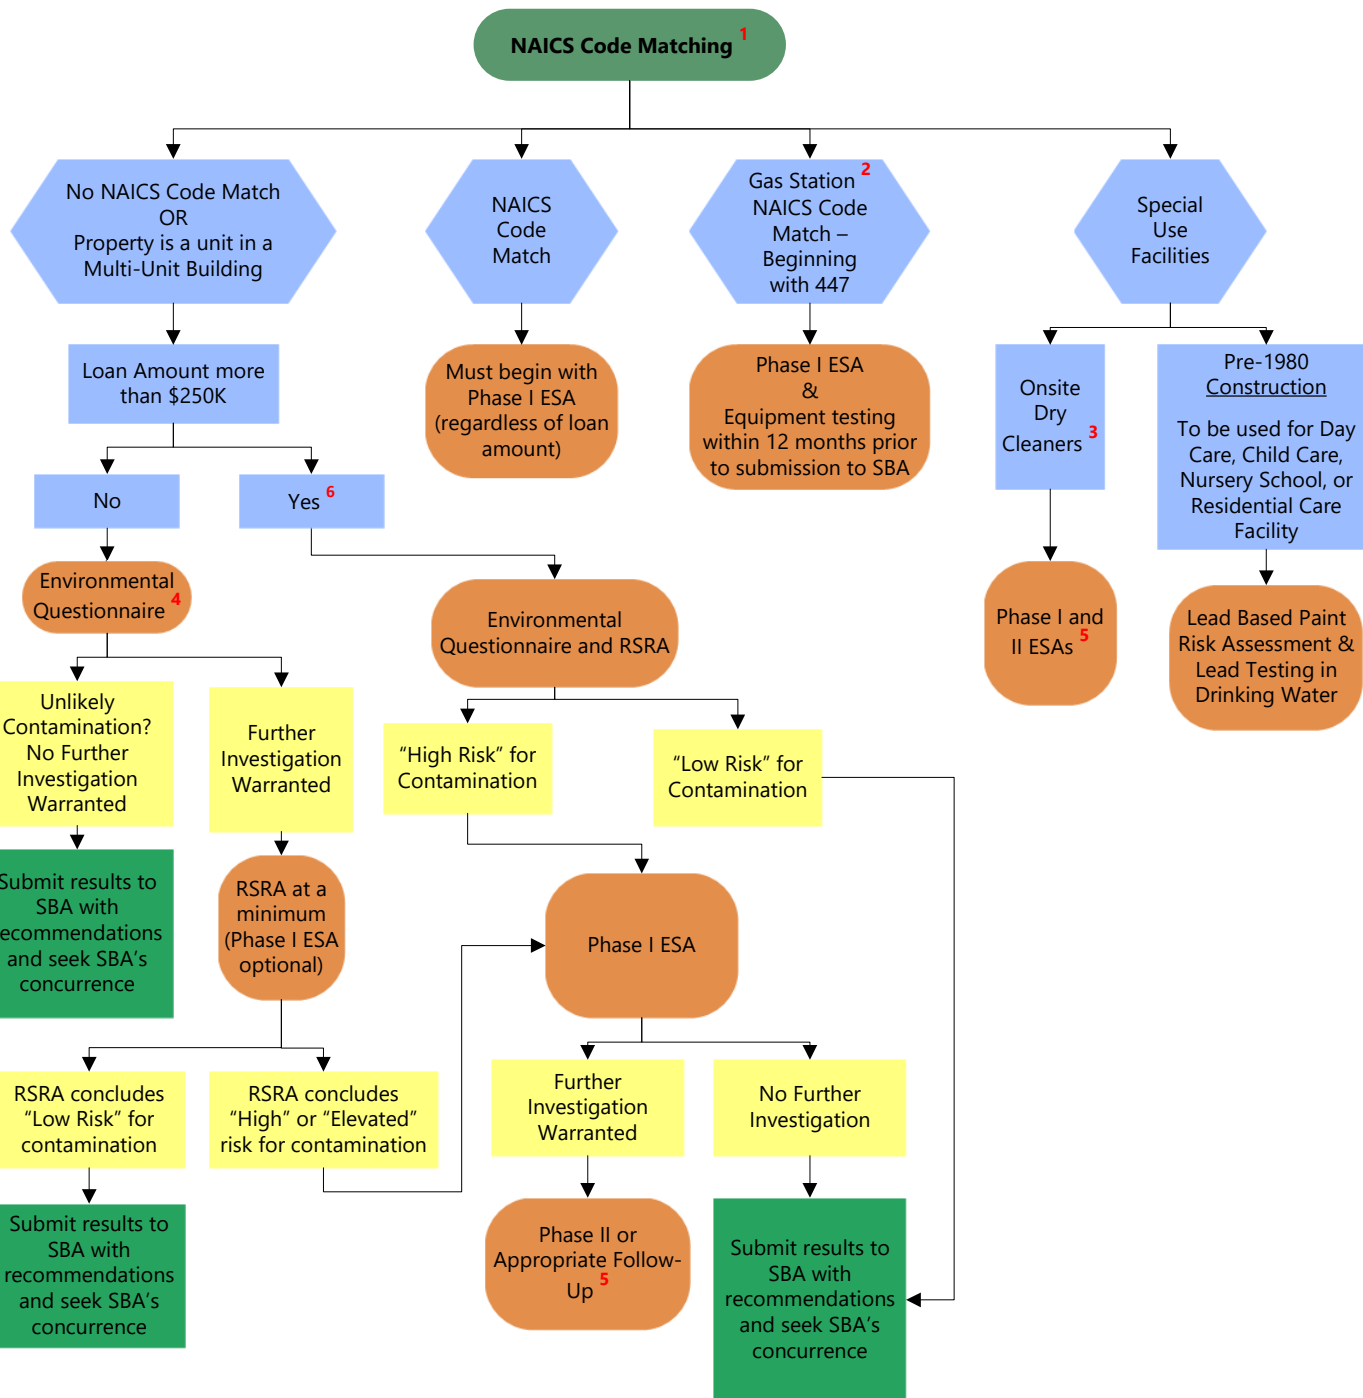 NAICS Code Matching 1
No NAICS Code Match
OR
Property is a unit in a
Multi-Unit Building
NAICS
Code
Match
Gas Station 2
NAICS Code
Match –
Beginning
with 447
Special
Use
Facilities
Loan Amount more
than $250K
Must begin with
Phase I ESA
(regardless of loan
amount)
Phase I ESA
&
Equipment testing
within 12 months prior
to submission to SBA
Onsite
Dry
Cleaners 3
Pre-1980
Construction
To be used for Day
Care, Child Care,
Nursery School, or
Residential Care
Facility
No
Yes 6
Environmental
Questionnaire 4
Environmental
Questionnaire and RSRA
Phase I and
II ESAs 5
Lead Based Paint
Risk Assessment &
Lead Testing in
Drinking Water
Unlikely
Contamination?
No Further
Investigation
Warranted
Further
Investigation
Warranted
“High Risk” for
Contamination
“Low Risk” for
Contamination
Submit results to
SBA with
recommendations
and seek SBA’s
concurrence
RSRA at a
minimum
(Phase I ESA
optional)
Phase I ESA
RSRA concludes
“Low Risk” for
contamination
RSRA concludes
“High” or “Elevated”
risk for contamination
Further
Investigation
Warranted
No Further
Investigation
Submit results to
SBA with
recommendations
and seek SBA’s
concurrence
Phase II or
Appropriate Follow-
Up 5
Submit results to
SBA with
recommendations
and seek SBA’s
concurrence